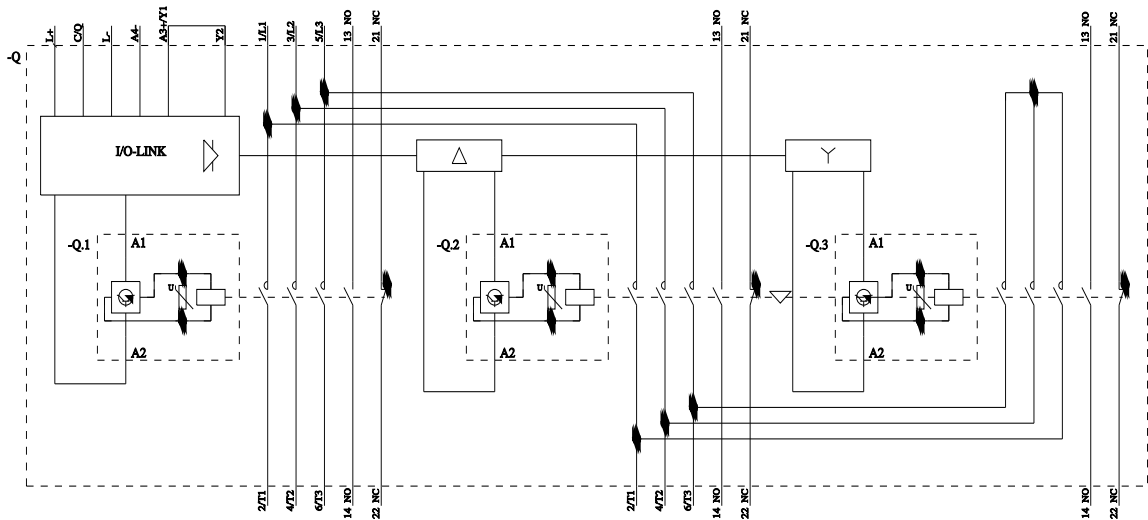 L+
C/Q
L-
A4-
A3+/Y1
Y2
1/L1
3/L2
5/L3
13 NO
21 NC
13 NO
21 NC
13 NO
21 NC
-Q
I/O-LINK
-Q.1
A1
U
A2
-Q.2
A1
U
A2
-Q.3
A1
U
A2
2/T1
4/T2
6/T3
14 NO
22 NC
2/T1
4/T2
6/T3
14 NO
22 NC
14 NO
22 NC